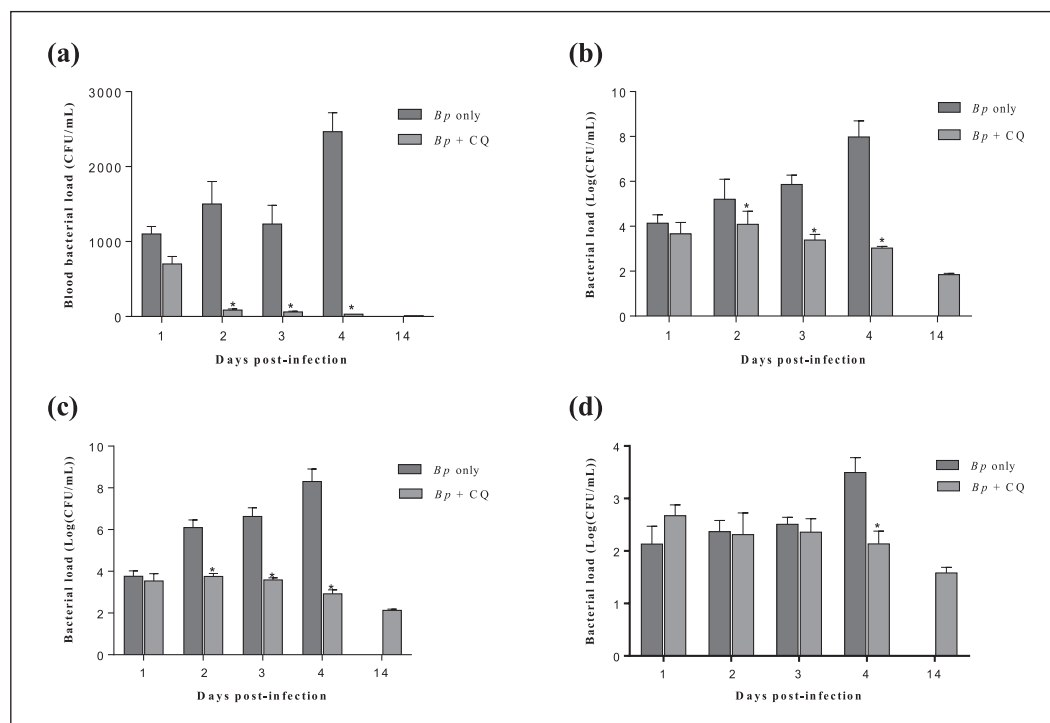 (a)
Blood bacterial load (CFU/mL)
3000
2000
1000
0
1 2 3 4 14
Days post-infection
Bp only
Bp + CQ
* * *
(b)
Bacterial load (Log(CFU/mL))
10
8
6
4
2
0
1 2 3 4 14
Days post-infection
Bp only
Bp + CQ
* * *
(c)
Bacterial load (Log(CFU/mL))
10
8
6
4
2
0
1 2 3 4 14
Days post-infection
Bp only
Bp + CQ
* * *
(d)
Bacterial load (Log(CFU/mL))
4
3
2
1
0
1 2 3 4 14
Days post-infection
Bp only
Bp + CQ
*